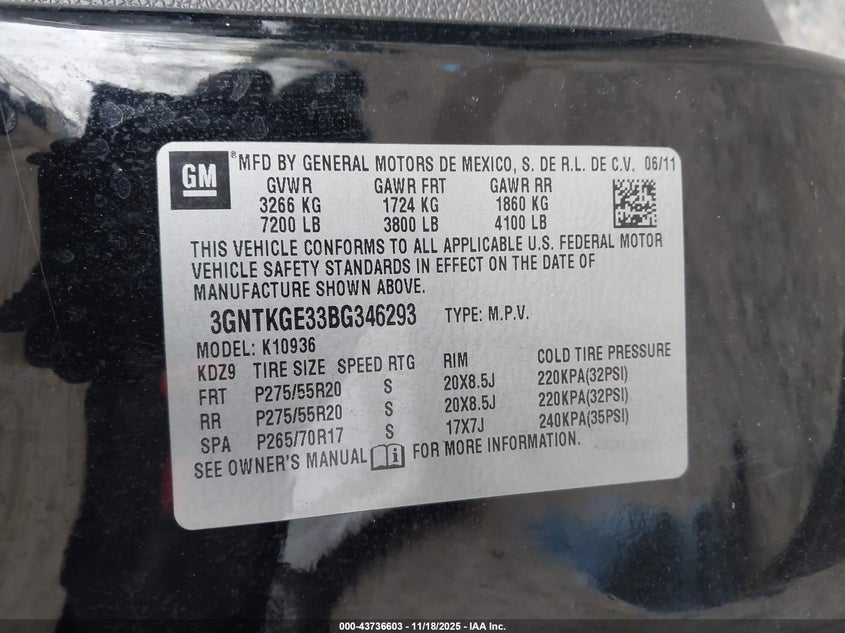 GM ® MFD BY GENERAL MOTORS DE MEXICO, S. DE R.L. DE C.V. 06/11
GVWR GAWR FRT GAWR RR
3266 KG 1724 KG 1860 KG
7200 LB 3800 LB 4100 LB
THIS VEHICLE CONFORMS TO ALL APPLICABLE U.S. FEDERAL MOTOR
VEHICLE SAFETY STANDARDS IN EFFECT ON THE DATE OF
MANUFACTURE SHOWN ABOVE.
3GNTKGE33BG346293 TYPE: M.P.V.
MODEL: K10936
KDZ9 TIRE SIZE SPEED RTG RIM COLD TIRE PRESSURE
FRT P275/55R20 S 20X8.5J 220KPA(32PSI)
RR P275/55R20 S 20X8.5J 220KPA(32PSI)
SPA P265/70R17 S 17X7J 240KPA(35PSI)
SEE OWNER'S MANUAL i FOR MORE INFORMATION.
000-43736603 - 11/18/2025 - IAA Inc.